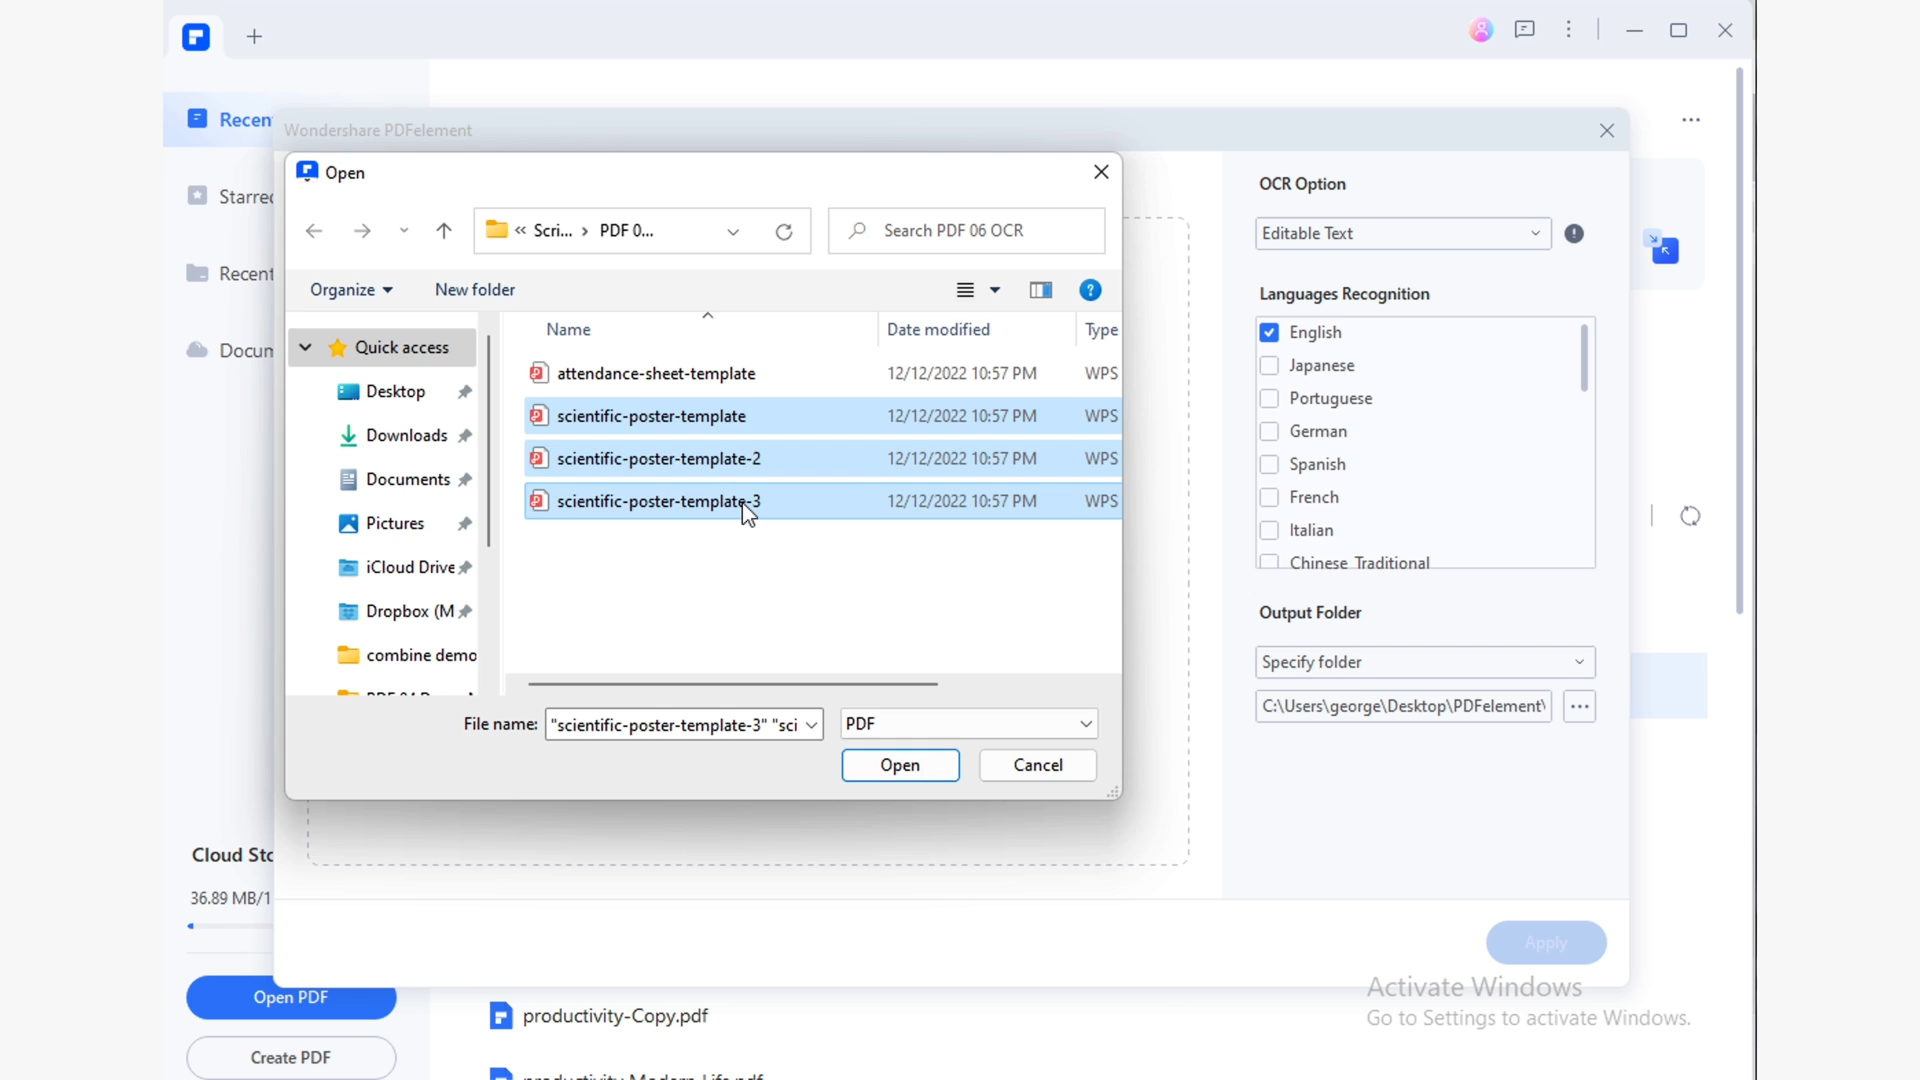 Recen
Wondershare PDFelement
Open
Scri...
PDF 0...
Search PDF 06 OCR
Organize
New folder
Name
Date modified
Type
Quick access
attendance-sheet-template 12/12/2022 10:57 PM WPS
Desktop
scientific-poster-template 12/12/2022 10:57 PM WPS
Downloads
scientific-poster-template-2 12/12/2022 10:57 PM WPS
Documents
scientific-poster-template-3 12/12/2022 10:57 PM WPS
Pictures
iCloud Drive
Dropbox (M
combine demo
File name: "scientific-poster-template-3" "sci
PDF
Open
Cancel
OCR Option
Editable Text
Languages Recognition
English
Japanese
Portuguese
German
Spanish
French
Italian
Chinese Traditional
Output Folder
Specify folder
C:\Users\george\Desktop\PDFelement\
Apply
Starred
Recent
Docum
Cloud Sto
36.89 MB/1
Open PDF
Create PDF
productivity-Copy.pdf
Activate Windows
Go to Settings to activate Windows.